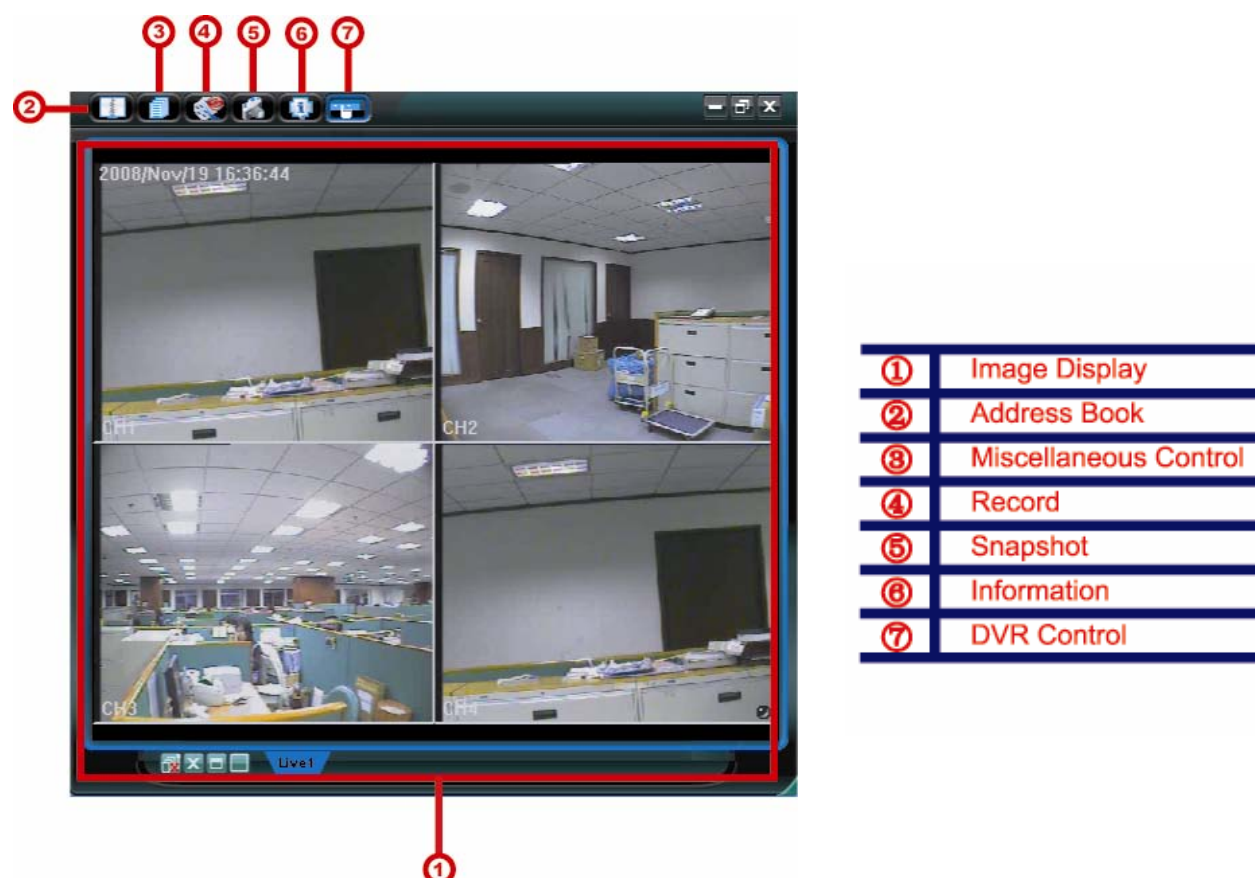 ③ ④ ⑤ ⑥ ⑦
②
2008/Nov/19 16:36:44
CH1
CH2
CH3
CH4
Live1
①
① Image Display
② Address Book
③ Miscellaneous Control
④ Record
⑤ Snapshot
⑥ Information
⑦ DVR Control